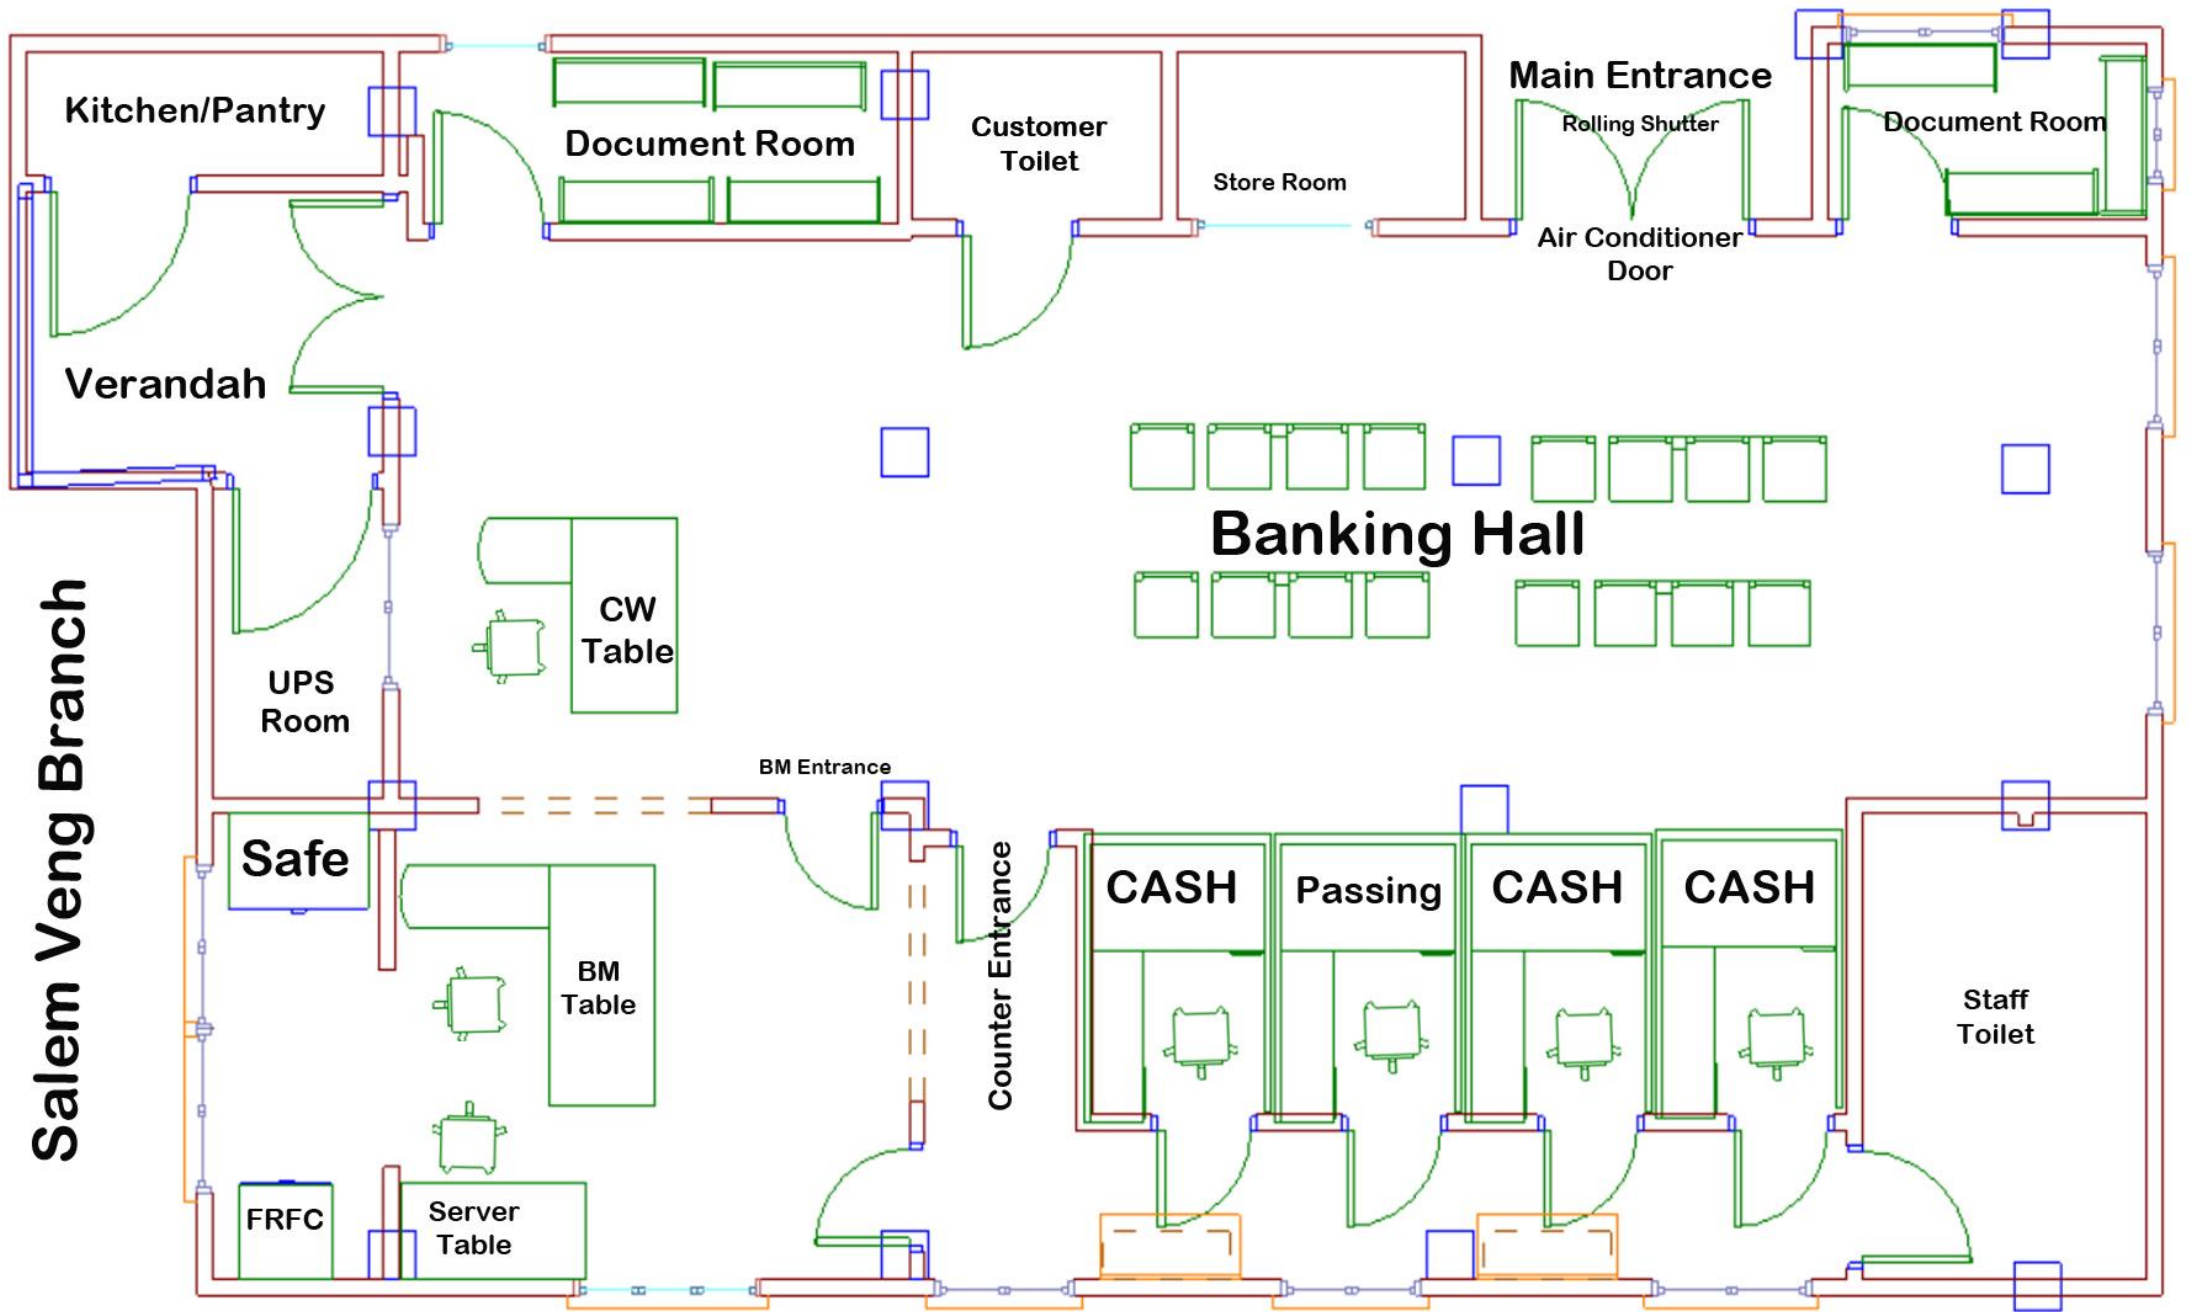 Main Entrance
Kitchen/Pantry
Rolling Shutter
Document Room
Customer
Toilet
Document Room
Store Room
Air Conditioner
Door
Verandah
Banking Hall
CW
Table
UPS
Room
Salem Veng Branch
BM Entrance
Safe
Counter Entrance
CASH
Passing
CASH
CASH
BM
Table
Staff
Toilet
FRFC
Server
Table